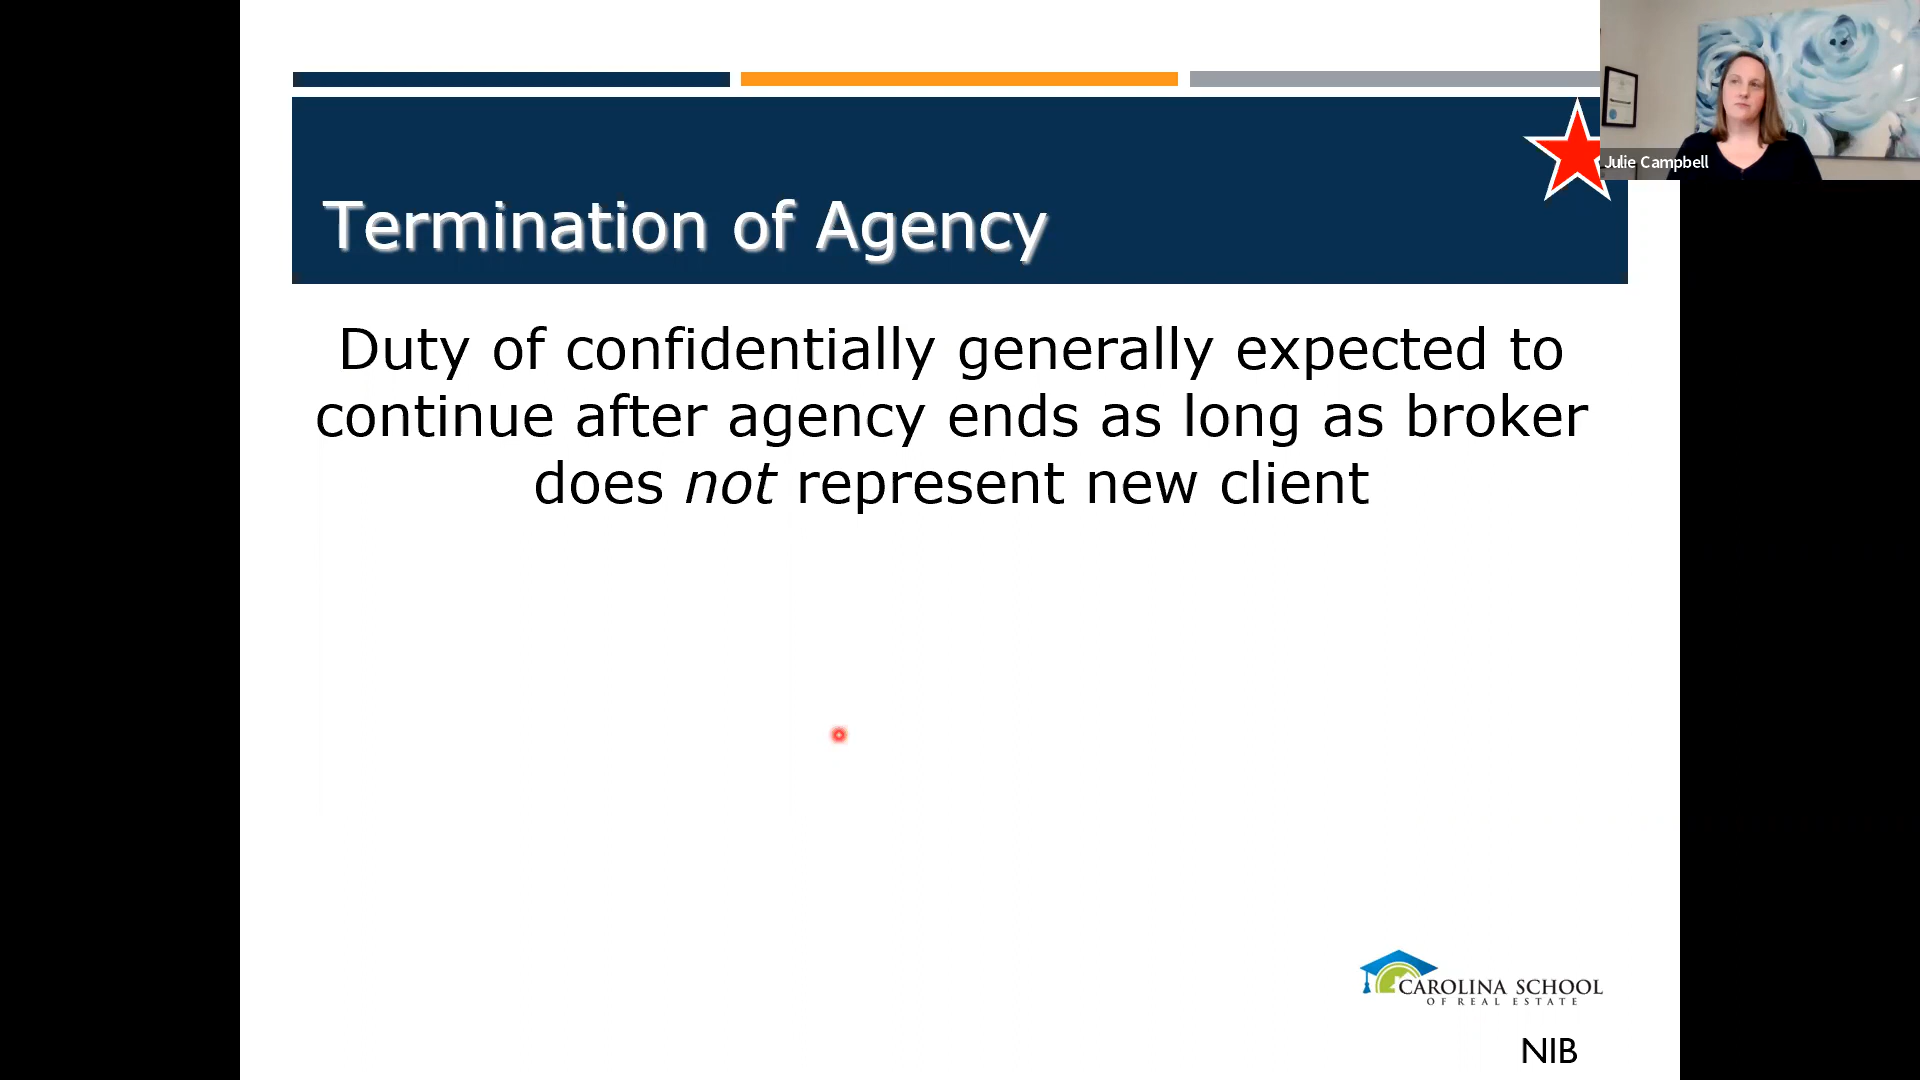 Julie Campbell
Termination of Agency
Duty of confidentially generally expected to
continue after agency ends as long as broker
does not represent new client
CAROLINA SCHOOL
OF REAL ESTATE
NIB